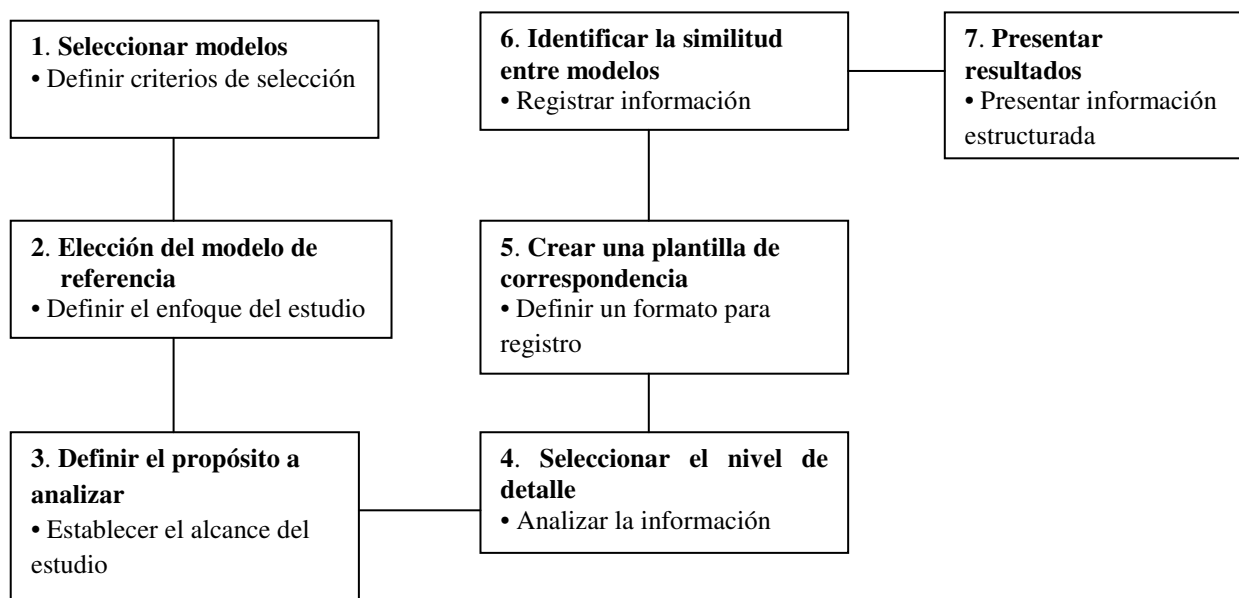 1. Seleccionar modelos
• Definir criterios de selección
2. Elección del modelo de
referencia
• Definir el enfoque del estudio
3. Definir el propósito a
analizar
• Establecer el alcance del
estudio
4. Seleccionar el nivel de
detalle
• Analizar la información
5. Crear una plantilla de
correspondencia
• Definir un formato para
registro
6. Identificar la similitud
entre modelos
• Registrar información
7. Presentar
resultados
• Presentar información
estructurada